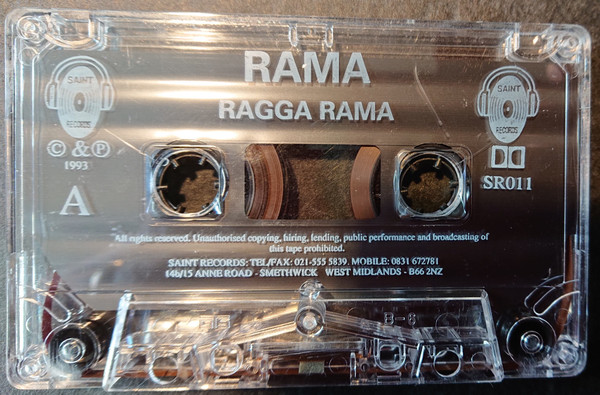 RAMA
RAGGA RAMA
SAINT
RECORDS
SAINT
RECORDS
© & ℗
1993
A
SR011
All rights reserved. Unauthorised copying, hiring, lending, public performance and broadcasting of
this tape prohibited.
SAINT RECORDS: TEL/FAX: 021-555 5839. MOBILE: 0831 672781
14b/15 ANNE ROAD - SMETHWICK WEST MIDLANDS - B66 2NZ
B-6